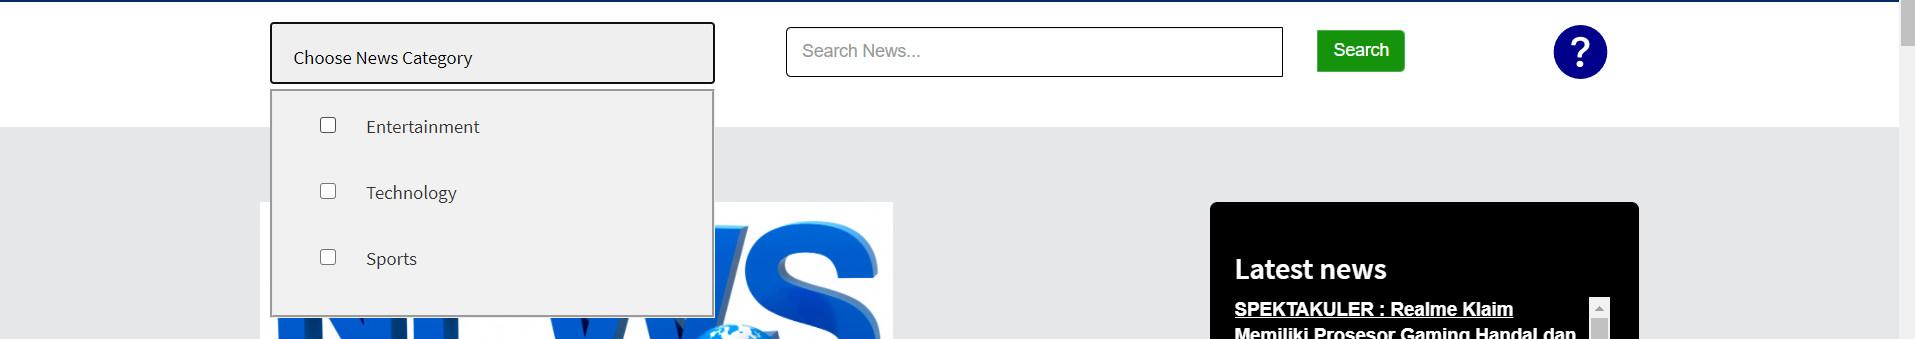 Choose News Category
Search News...
Search
?
Entertainment
Technology
Sports
NEWS
Latest news
SPEKTAKULER : Realme Klaim
Memiliki Prosesor Gaming Handal dan